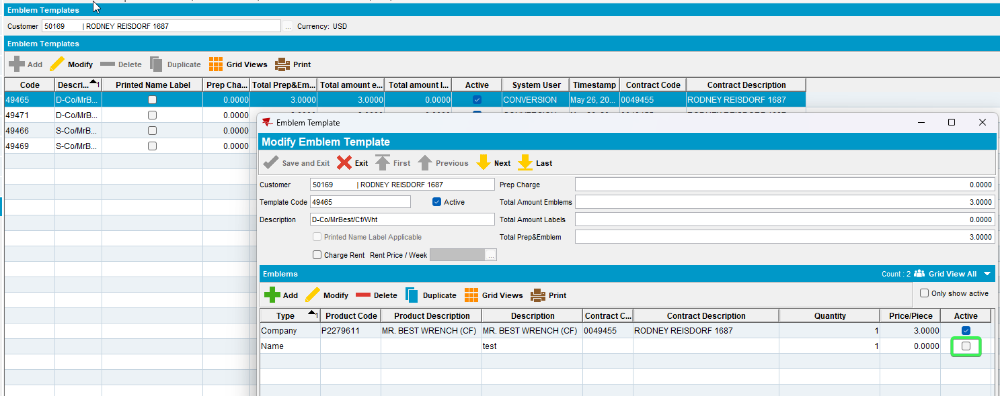 Emblem Templates
Customer 50169 | RODNEY REISDORF 1687 ... Currency: USD
Emblem Templates
Add Modify Delete Duplicate Grid Views Print
Code Descri... 1 Printed Name Label Prep Cha... Total Prep&Em... Total amount e... Total amount l... Active System User Timestamp Contract Code Contract Description
49465 D-Co/MrB... 0.0000 3.0000 3.0000 0.0000 CONVERSION May 26, 20... 0049455 RODNEY REISDORF 1687
49471 D-Co/MrB... 0.0000
49466 S-Co/MrB... 0.0000
49469 S-Co/MrB... 0.0000
Emblem Template
Modify Emblem Template
Save and Exit Exit First Previous Next Last
Customer 50169 | RODNEY REISDORF 1687 Prep Charge 0.0000
Template Code 49465 Active Total Amount Emblems 3.0000
Description D-Co/MrBest/Cf/Wht Total Amount Labels 0.0000
Printed Name Label Applicable Total Prep&Emblem 3.0000
Charge Rent Rent Price / Week ...
Emblems Count : 2 Grid View All
Add Modify Delete Duplicate Grid Views Print Only show active
Type 1 Product Code Product Description Description Contract C... Contract Description Quantity Price/Piece Active
Company P2279611 MR. BEST WRENCH (CF) MR. BEST WRENCH (CF) 0049455 RODNEY REISDORF 1687 1 3.0000
Name test 1 0.0000